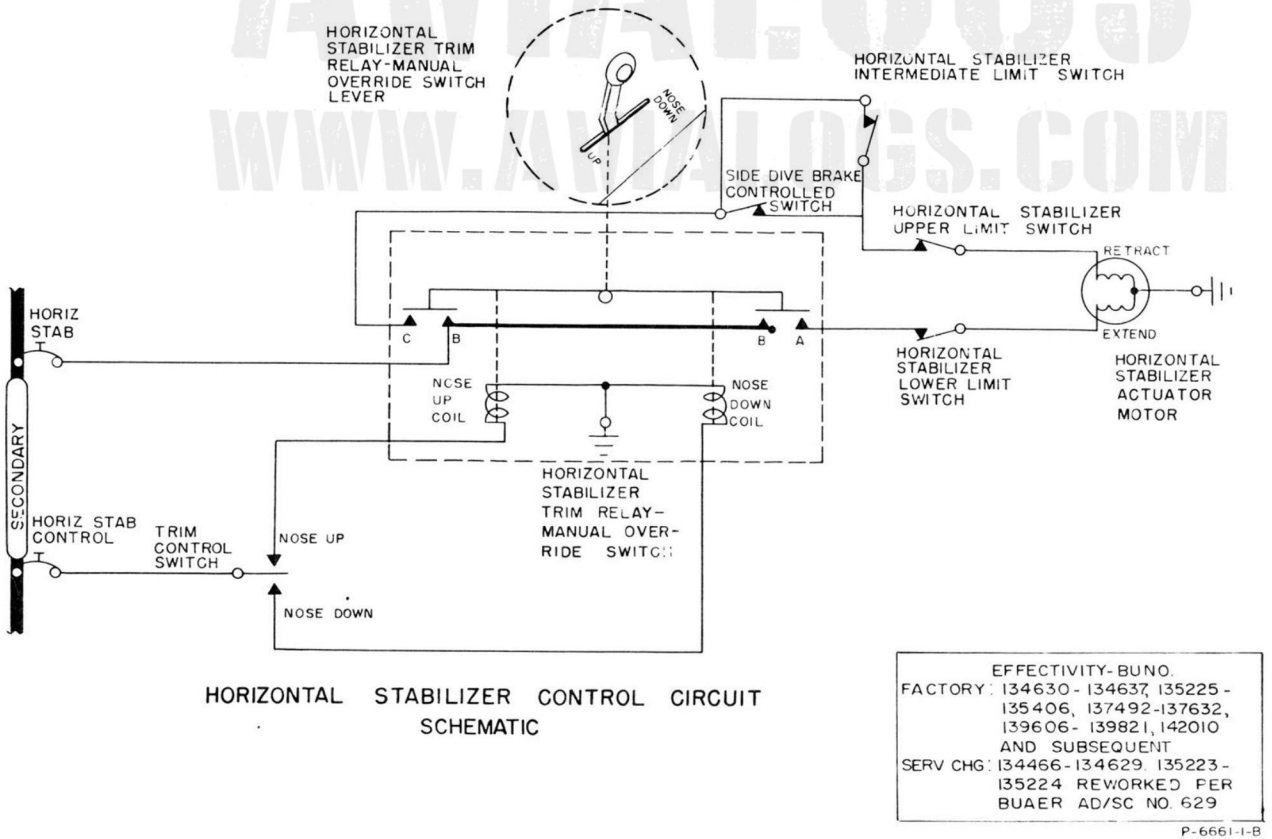 AVIALOGS
WWW.AVIALOGS.COM
HORIZONTAL
STABILIZER TRIM
RELAY-MANUAL
OVERRIDE SWITCH
LEVER
NOSE
DOWN
UP
HORIZONTAL STABILIZER
INTERMEDIATE LIMIT SWITCH
SIDE DIVE BRAKE
CONTROLLED
SWITCH
HORIZONTAL STABILIZER
UPPER LIMIT SWITCH
RETRACT
EXTEND
HORIZONTAL
STABILIZER
ACTUATOR
MOTOR
HORIZONTAL
STABILIZER
LOWER LIMIT
SWITCH
HORIZ
STAB
C
B
B
A
NOSE
UP
COIL
NOSE
DOWN
COIL
HORIZONTAL
STABILIZER
TRIM RELAY-
MANUAL OVER-
RIDE SWITCH
SECONDARY
HORIZ STAB
CONTROL
TRIM
CONTROL
SWITCH
NOSE UP
NOSE DOWN
HORIZONTAL STABILIZER CONTROL CIRCUIT
SCHEMATIC
EFFECTIVITY-BUNO.
FACTORY: 134630-134637, 135225-
135406, 137492-137632,
139606-139821, 142010
AND SUBSEQUENT
SERV CHG: 134466-134629. 135223-
135224 REWORKED PER
BUAER AD/SC NO. 629
P-6661-1-B